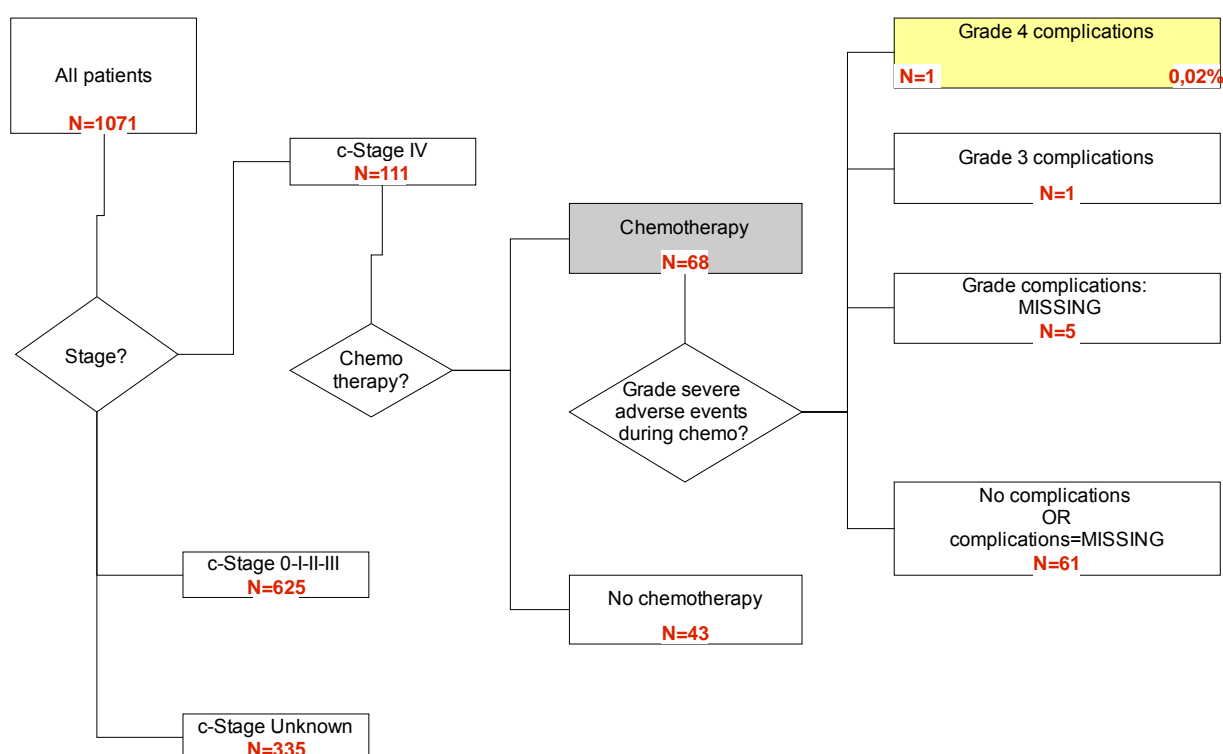 All patients
N=1071
Stage?
c-Stage IV
N=111
Chemo
therapy?
c-Stage 0-I-II-III
N=625
c-Stage Unknown
N=335
Chemotherapy
N=68
Grade severe
adverse events
during chemo?
No chemotherapy
N=43
Grade 4 complications
N=1 0,02%
Grade 3 complications
N=1
Grade complications:
MISSING
N=5
No complications
OR
complications=MISSING
N=61